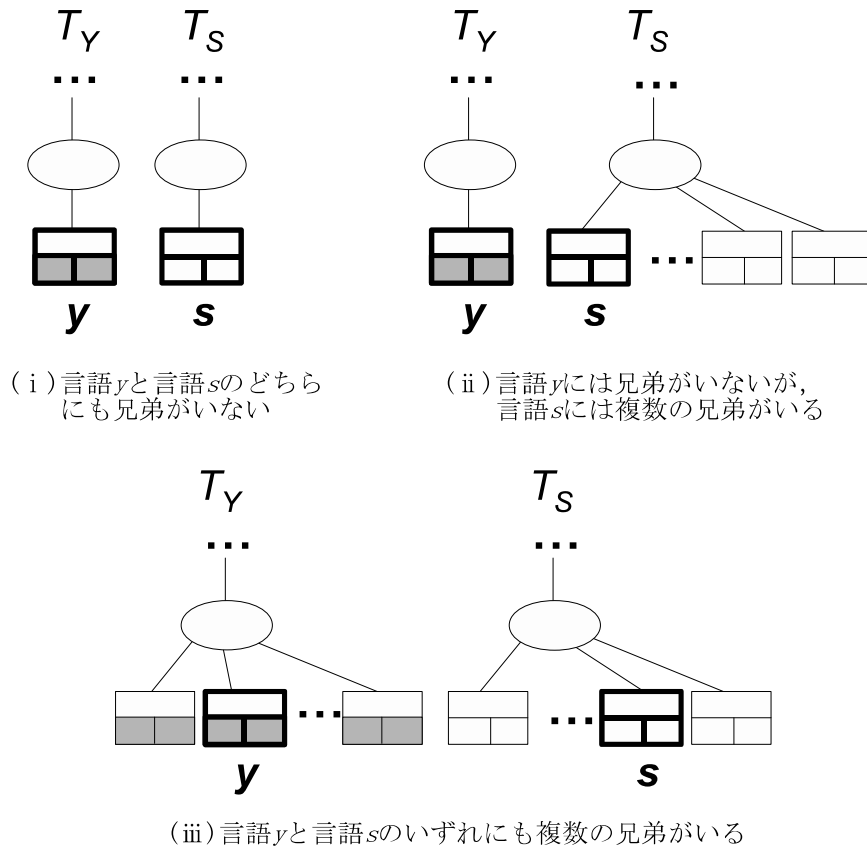 T_Y T_S
... ...
y s
(ⅰ)言語yと言語sのどちら
にも兄弟がいない
T_Y T_S
... ...
...
y s
(ⅱ)言語yには兄弟がいないが,
言語sには複数の兄弟がいる
T_Y T_S
... ...
... ...
y s
(ⅲ)言語yと言語sのいずれにも複数の兄弟がいる